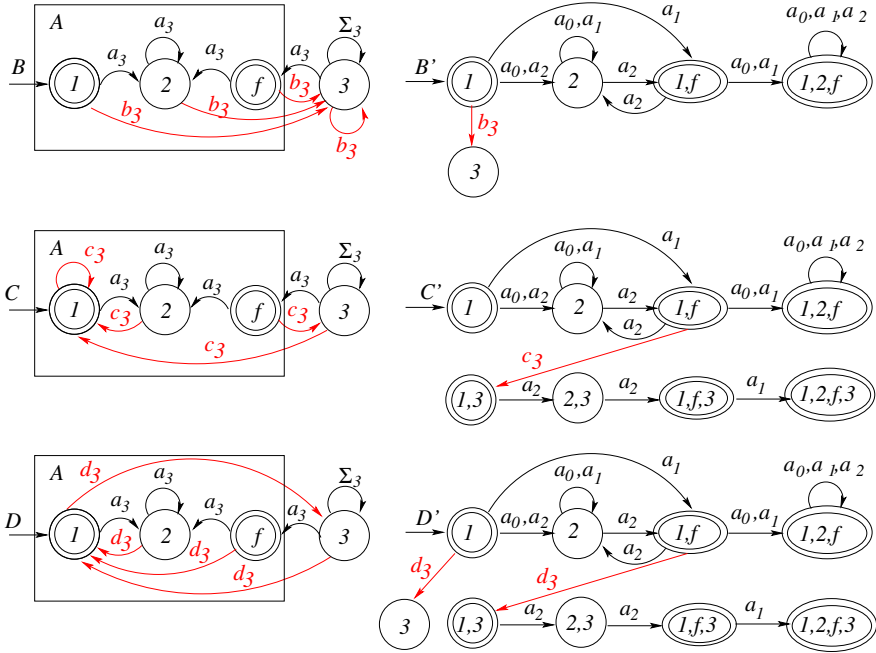 A a3 a3 a3 Σ3 a1 a0,a1,a2
a0,a1
B 1 a3 2 a3 f a3 b3 3 B' 1 a0,a2 2 a2 1,f a0,a1 1,2,f
b3 b3 b3 a2
b3
3
A c3 a3 Σ3 a1 a0,a1,a2
a0,a1
C 1 a3 2 a3 f a3 3 C' 1 a0,a2 2 a2 1,f a0,a1 1,2,f
c3 c3 a2
c3 c3
1,3 a2 2,3 a2 1,f,3 a1 1,2,f,3
A d3 a3 Σ3 a1 a0,a1,a2
a0,a1
D 1 a3 2 a3 f a3 3 D' 1 a0,a2 2 a2 1,f a0,a1 1,2,f
d3 d3 d3 d3 d3 a2
3 1,3 a2 2,3 a2 1,f,3 a1 1,2,f,3